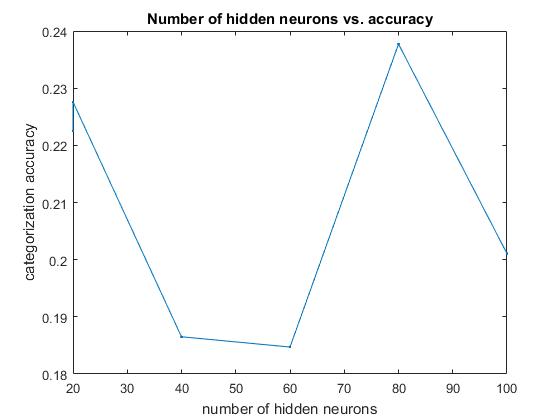 Number of hidden neurons vs. accuracy
0.24
0.23
0.22
0.21
0.2
0.19
0.18
categorization accuracy
20 30 40 50 60 70 80 90 100
number of hidden neurons